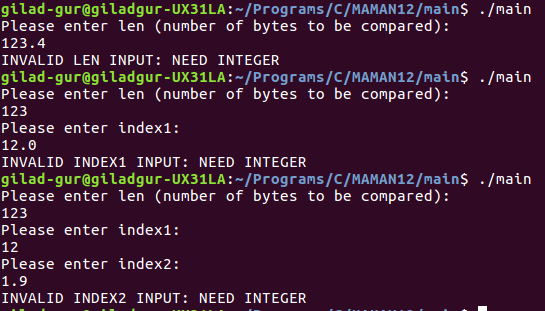 gilad-gur@giladgur-UX31LA:~/Programs/C/MAMAN12/main$ ./main
Please enter len (number of bytes to be compared):
123.4
INVALID LEN INPUT: NEED INTEGER
gilad-gur@giladgur-UX31LA:~/Programs/C/MAMAN12/main$ ./main
Please enter len (number of bytes to be compared):
123
Please enter index1:
12.0
INVALID INDEX1 INPUT: NEED INTEGER
gilad-gur@giladgur-UX31LA:~/Programs/C/MAMAN12/main$ ./main
Please enter len (number of bytes to be compared):
123
Please enter index1:
12
Please enter index2:
1.9
INVALID INDEX2 INPUT: NEED INTEGER